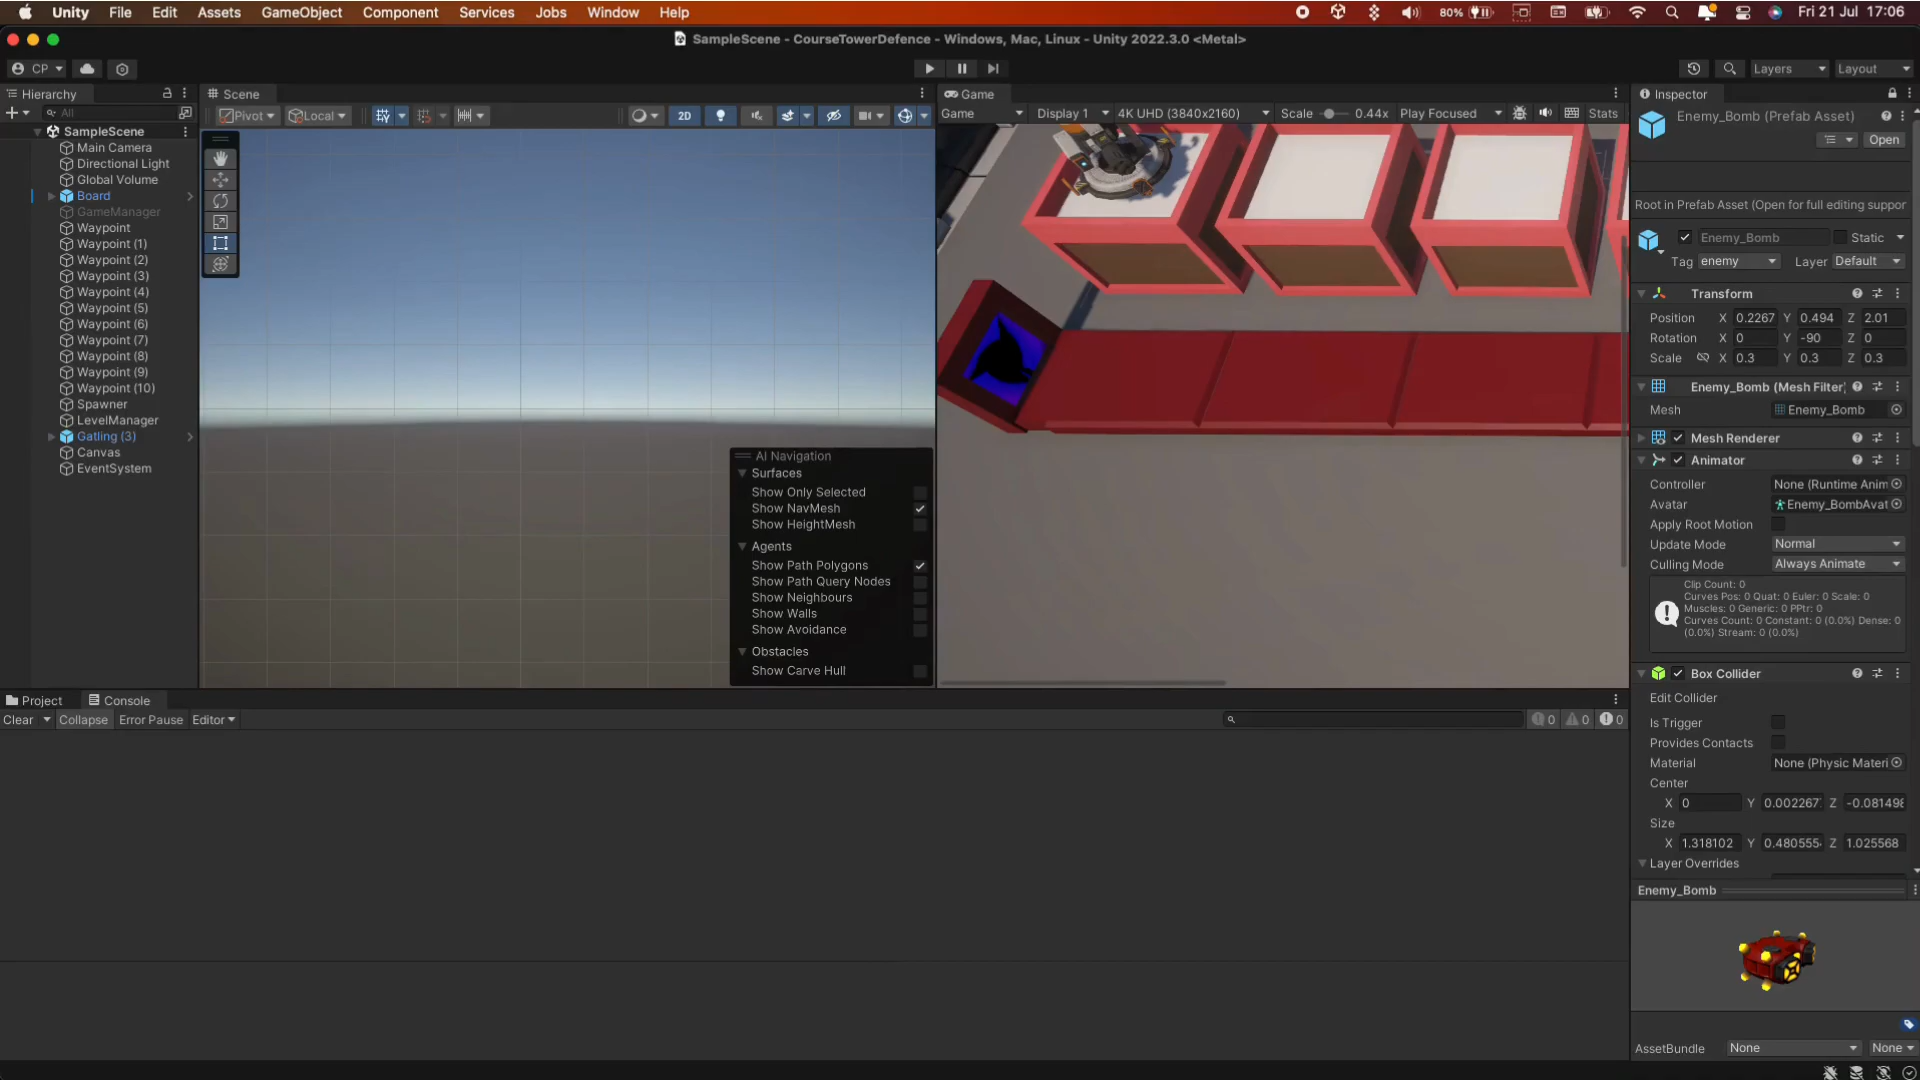 Unity File Edit Assets GameObject Component Services Jobs Window Help 80% Fri 21 Jul 17:06
SampleScene - CourseTowerDefence - Windows, Mac, Linux - Unity 2022.3.0 <Metal>
CP Layers Layout
Hierarchy
All
SampleScene
Main Camera
Directional Light
Global Volume
Board
GameManager
Waypoint
Waypoint (1)
Waypoint (2)
Waypoint (3)
Waypoint (4)
Waypoint (5)
Waypoint (6)
Waypoint (7)
Waypoint (8)
Waypoint (9)
Waypoint (10)
Spawner
LevelManager
Gatling (3)
Canvas
EventSystem
Scene
Pivot Local 2D
AI Navigation
Surfaces
Show Only Selected
Show NavMesh
Show HeightMesh
Agents
Show Path Polygons
Show Path Query Nodes
Show Neighbours
Show Walls
Show Avoidance
Obstacles
Show Carve Hull
Game
Game Display 1 4K UHD (3840x2160) Scale 0.44x Play Focused Stats
Project Console
Clear Collapse Error Pause Editor 0 0 0
Inspector
Enemy_Bomb (Prefab Asset)
Open
Root in Prefab Asset (Open for full editing suppor
Enemy_Bomb Static
Tag enemy Layer Default
Transform
Position X 0.2267 Y 0.494 Z 2.01
Rotation X 0 Y -90 Z 0
Scale X 0.3 Y 0.3 Z 0.3
Enemy_Bomb (Mesh Filter)
Mesh Enemy_Bomb
Mesh Renderer
Animator
Controller None (Runtime Anim
Avatar Enemy_BombAvat
Apply Root Motion
Update Mode Normal
Culling Mode Always Animate
Clip Count: 0
Curves Pos: 0 Quat: 0 Euler: 0 Scale: 0
Muscles: 0 Generic: 0 PPtr: 0
Curves Count: 0 Constant: 0 (0.0%) Dense: 0
(0.0%) Stream: 0 (0.0%)
Box Collider
Edit Collider
Is Trigger
Provides Contacts
Material None (Physic Materi
Center
X 0 Y 0.002267 Z -0.081498
Size
X 1.318102 Y 0.480555 Z 1.025568
Layer Overrides
Enemy_Bomb
AssetBundle None None